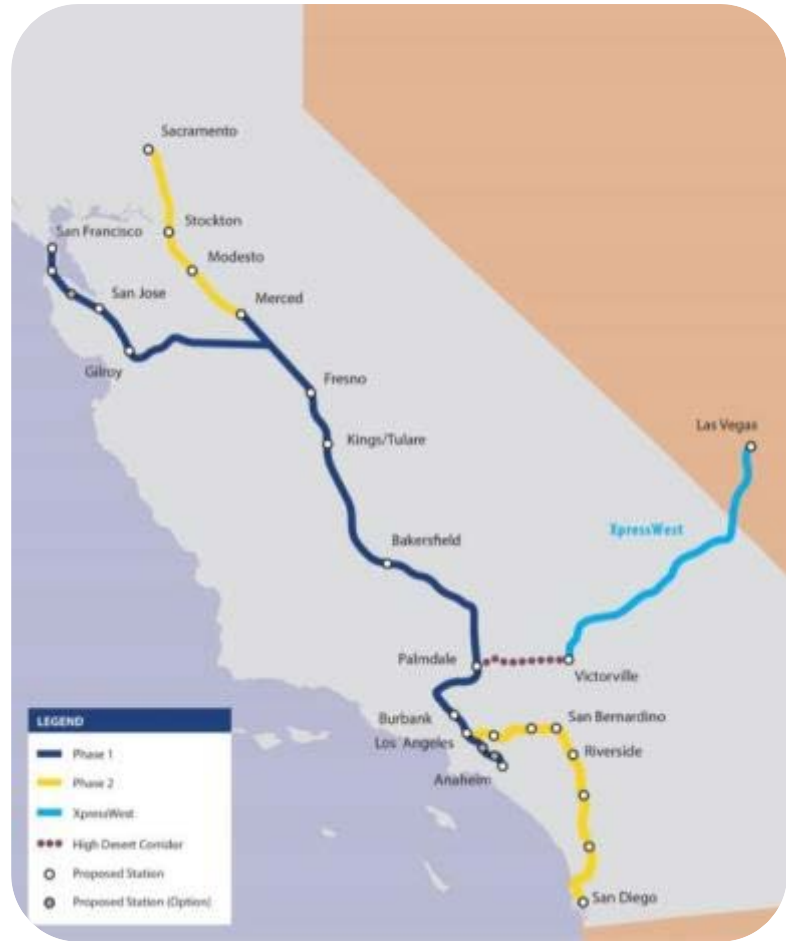 Sacramento
Stockton
San Francisco
Modesto
San Jose
Merced
Gilroy
Fresno
Las Vegas
Kings/Tulare
XpressWest
Bakersfield
Palmdale
Victorville
Burbank
San Bernardino
Los Angeles
Riverside
Anaheim
San Diego
LEGEND
Phase 1
Phase 2
XpressWest
High Desert Corridor
Proposed Station
Proposed Station (Option)